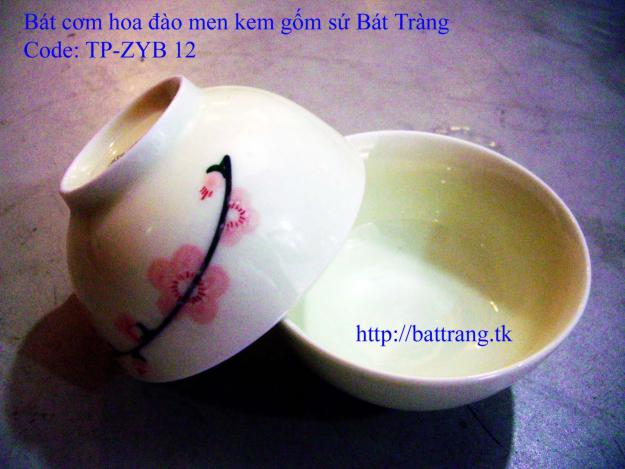 Bát cơm hoa đào men kem gốm sứ Bát Tràng
Code: TP-ZYB 12
http://battrang.tk